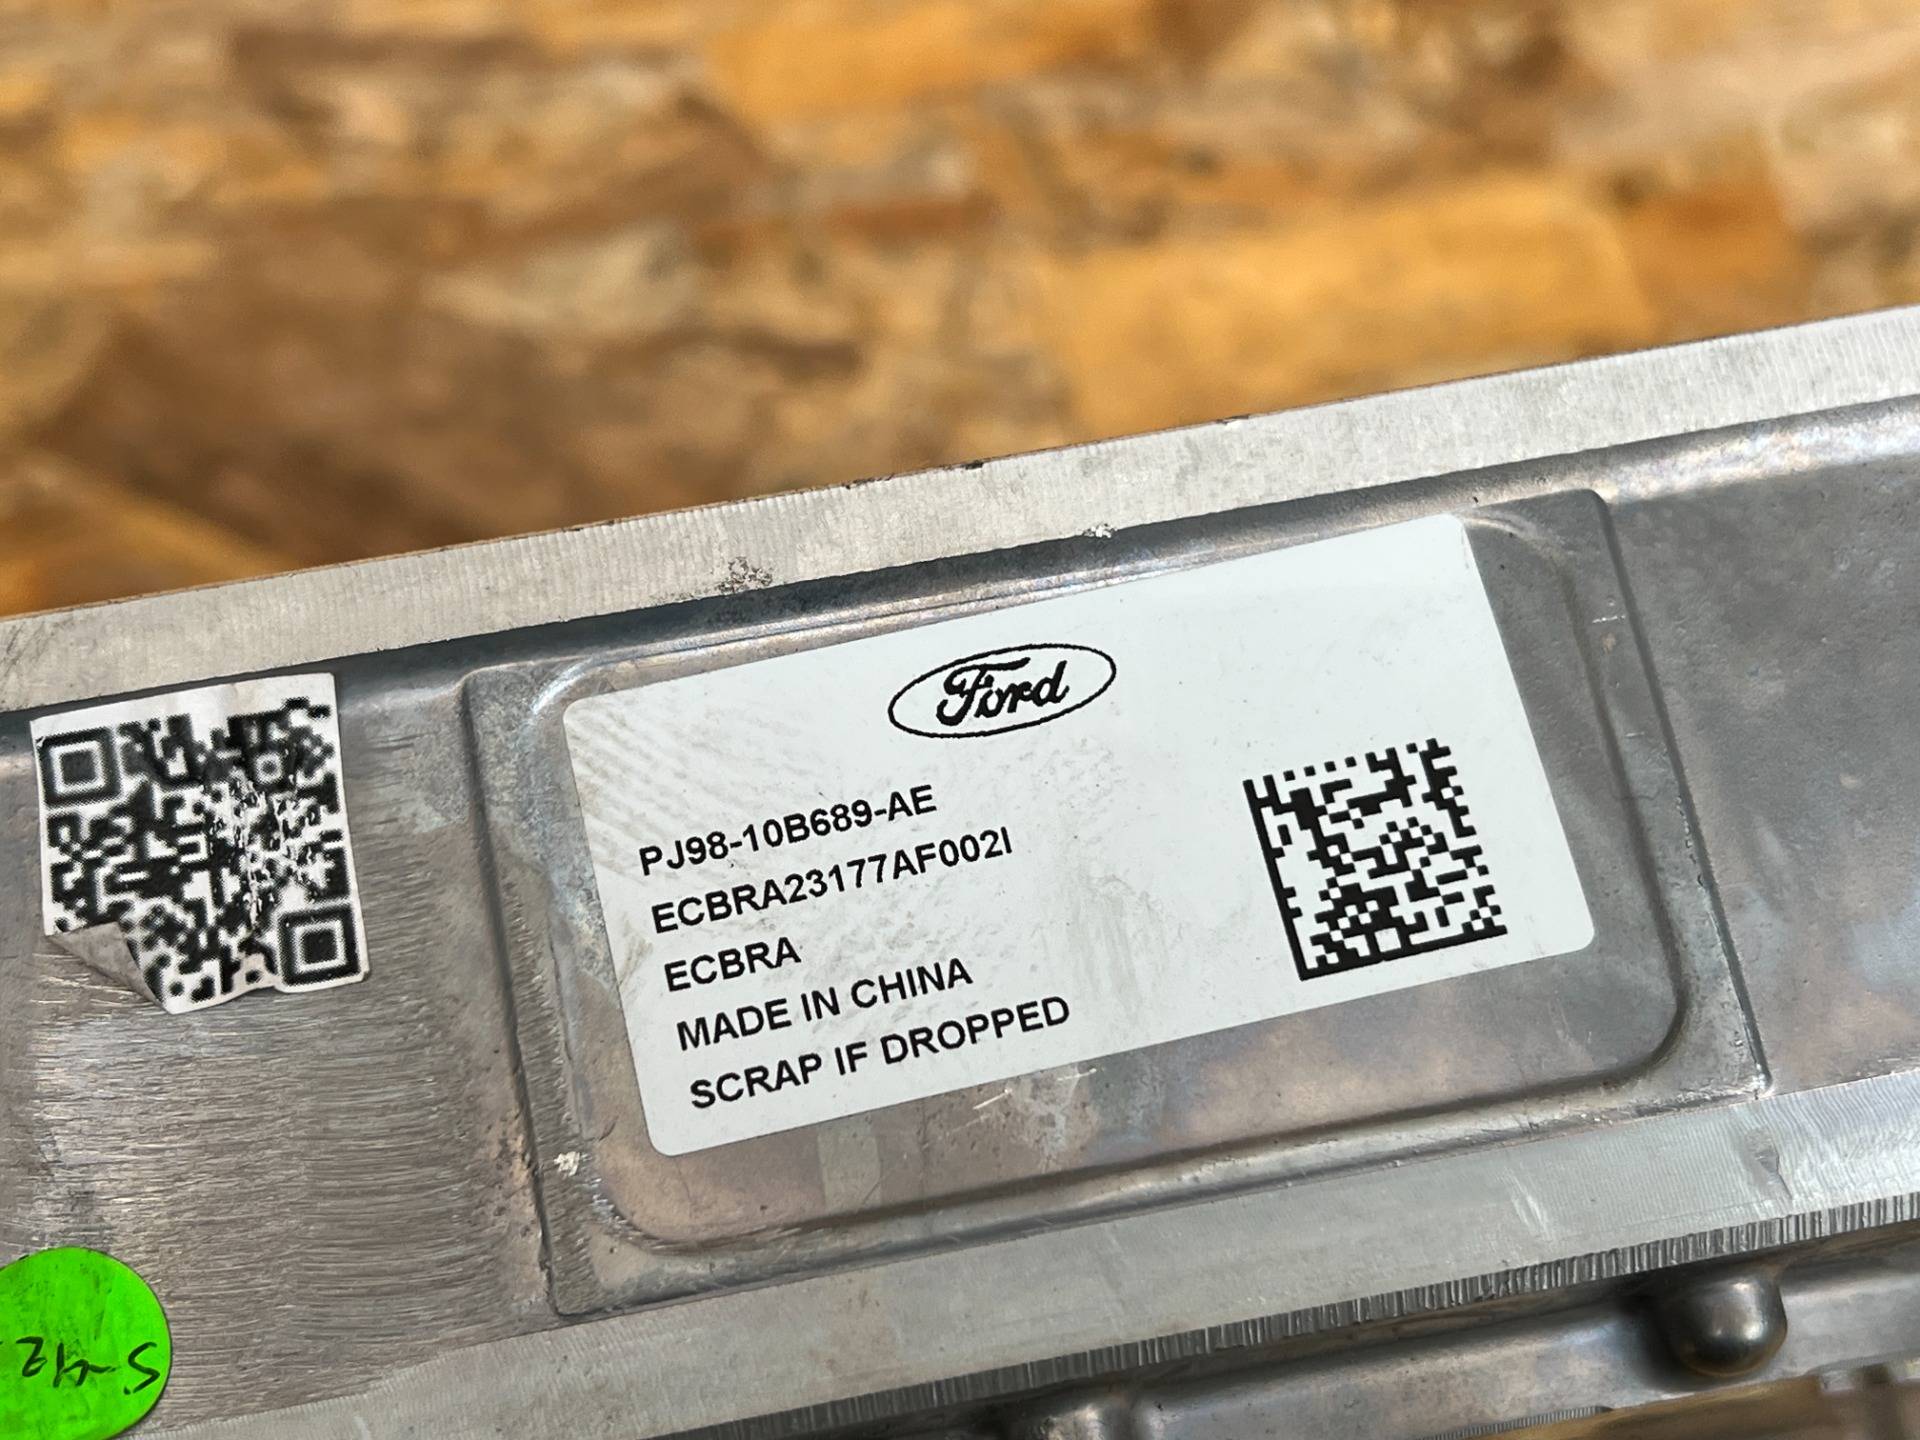 Ford
PJ98-10B689-AE
ECBRA23177AF002I
ECBRA
MADE IN CHINA
SCRAP IF DROPPED